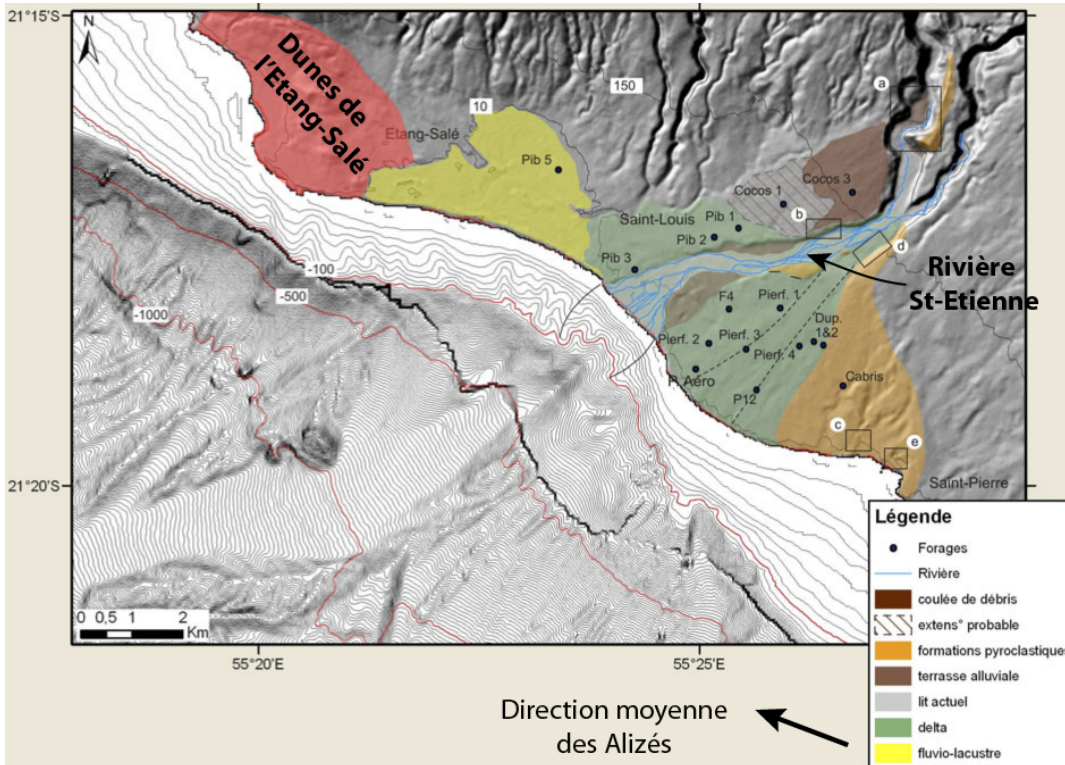 21°15'S
N
Dunes de
l'Etang-Salé
10
150
Etang-Salé
Pib 5
a
Cocos 3
Cocos 1
b
Saint-Louis
Pib 1
Pib 2
d
Pib 3
Rivière
St-Etienne
-100
-500
-1000
F4
Pierf. 1
Dup.
1&2
Pierf. 2
Pierf. 3
Pierf. 4
P. Aéro
P12
Cabris
c
e
21°20'S
Saint-Pierre
0 0,5 1 2
Km
55°20'E
55°25'E
Légende
Forages
Rivière
coulée de débris
extens° probable
formations pyroclastiques
terrasse alluviale
lit actuel
delta
fluvio-lacustre
Direction moyenne
des Alizés